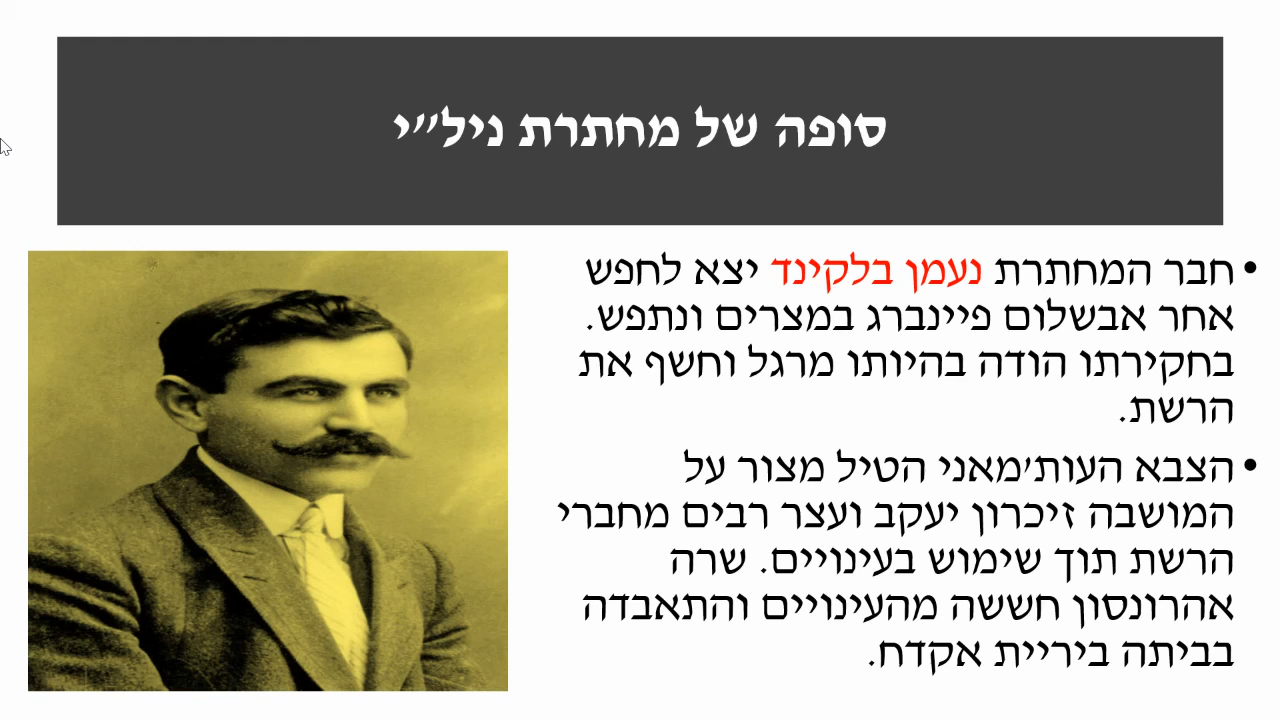 סופה של מחתרת ניל״י
• חבר המחתרת נעמן בלקינד יצא לחפש
אחר אבשלום פיינברג במצרים ונתפש.
בחקירתו הודה בהיותו מרגל וחשף את
הרשת.
• הצבא העות׳מאני הטיל מצור על
המושבה זיכרון יעקב ועצר רבים מחברי
הרשת תוך שימוש בעינויים. שרה
אהרונסון חששה מהעינויים והתאבדה
בביתה ביריית אקדח.